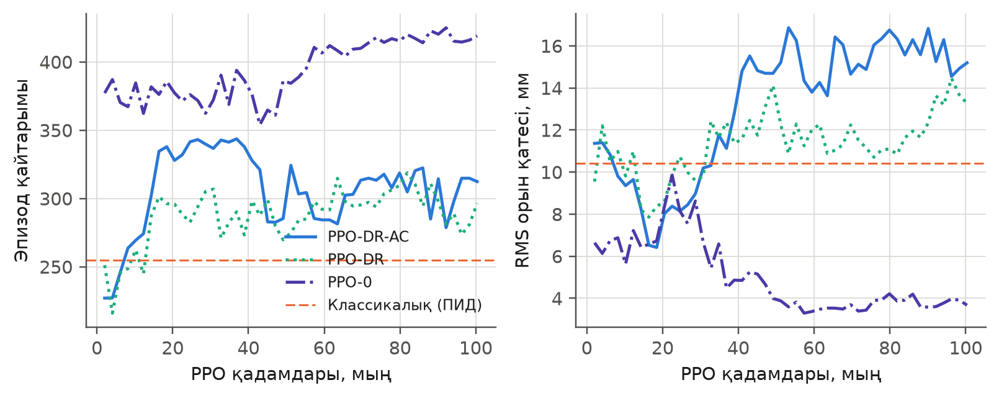 Эпизод қайтарымы
400
350
300
250
0 20 40 60 80 100
PPO қадамдары, мың
PPO-DR-AC
PPO-DR
PPO-0
Классикалық (ПИД)
RMS орын қатесі, мм
16
14
12
10
8
6
4
0 20 40 60 80 100
PPO қадамдары, мың